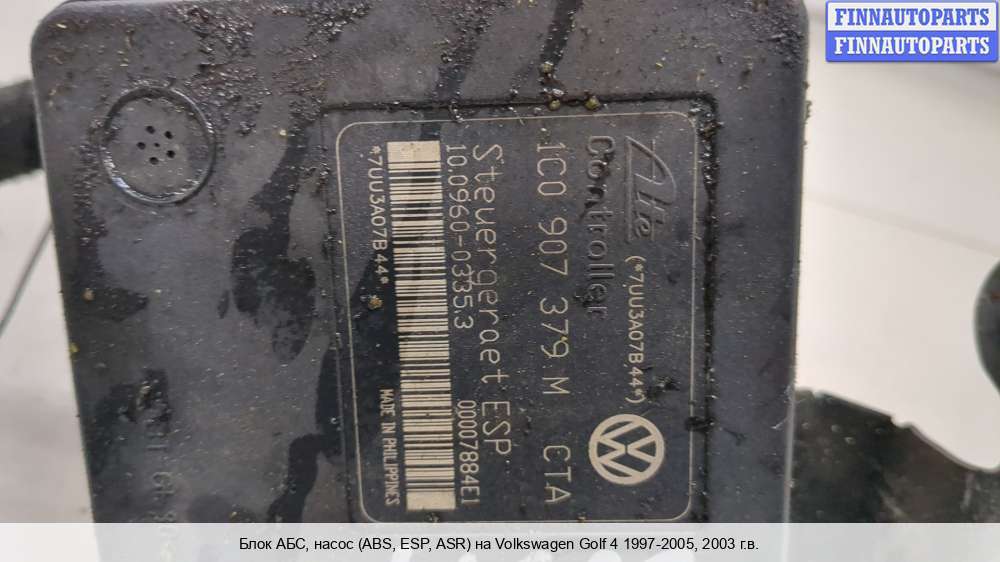 FINNAUTOPARTS
FINNAUTOPARTS
Ate
Controller
(*7UU3A07B44*)
1C0 907 379 M CTA
Steuergeraet ESP
10.0960-0335.3 00007884E1
*7UU3A07B44*
MADE IN PHILIPPINES
Блок АБС, насос (ABS, ESP, ASR) на Volkswagen Golf 4 1997-2005, 2003 г.в.